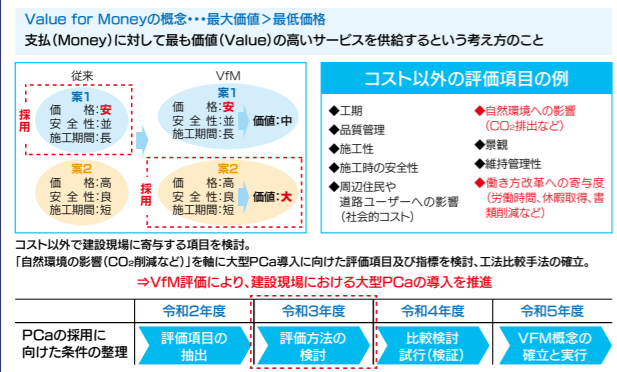 Value for Moneyの概念･･･最大価値＞最低価格
支払(Money)に対して最も価値(Value)の高いサービスを供給するという考え方のこと
従来
採用
案1
価格:安
安全性:並
施工期間:長
案2
価格:高
安全性:良
施工期間:短
VfM
案1
価格:安
安全性:並
施工期間:長
価値:中
採用
案2
価格:高
安全性:良
施工期間:短
価値:大
コスト以外の評価項目の例
◆工期
◆品質管理
◆施工性
◆施工時の安全性
◆周辺住民や
道路ユーザーへの影響
(社会的コスト)
◆自然環境への影響
(CO₂排出など)
◆景観
◆維持管理性
◆働き方改革への寄与度
(労働時間、休暇取得、書
類削減など)
コスト以外で建設現場に寄与する項目を検討。
「自然環境の影響(CO₂削減など)」を軸に大型PCa導入に向けた評価項目及び指標を検討、工法比較手法の確立。
⇒VfM評価により、建設現場における大型PCaの導入を推進
令和2年度
令和3年度
令和4年度
令和5年度
PCaの採用に
向けた条件の整理
評価項目の
抽出
評価方法の
検討
比較検討
試行(検証)
VFM概念の
確立と実行